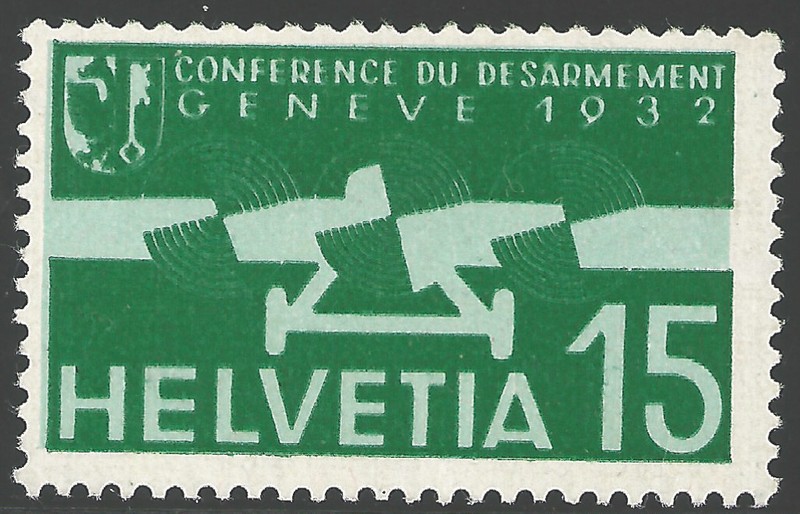 CONFERENCE DU DESARMEMENT
GENEVE 1932
HELVETIA 15